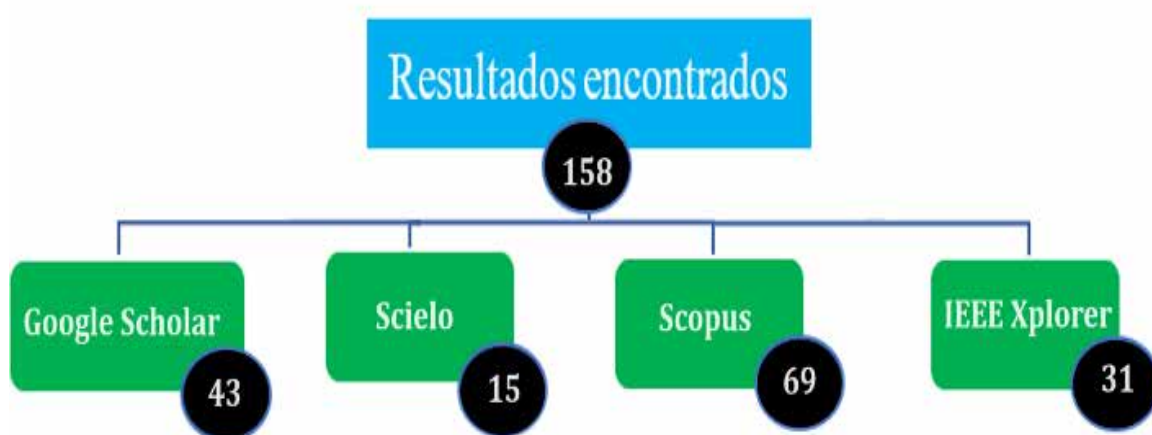 Resultados encontrados
158
Google Scholar
43
Scielo
15
Scopus
69
IEEE Xplorer
31